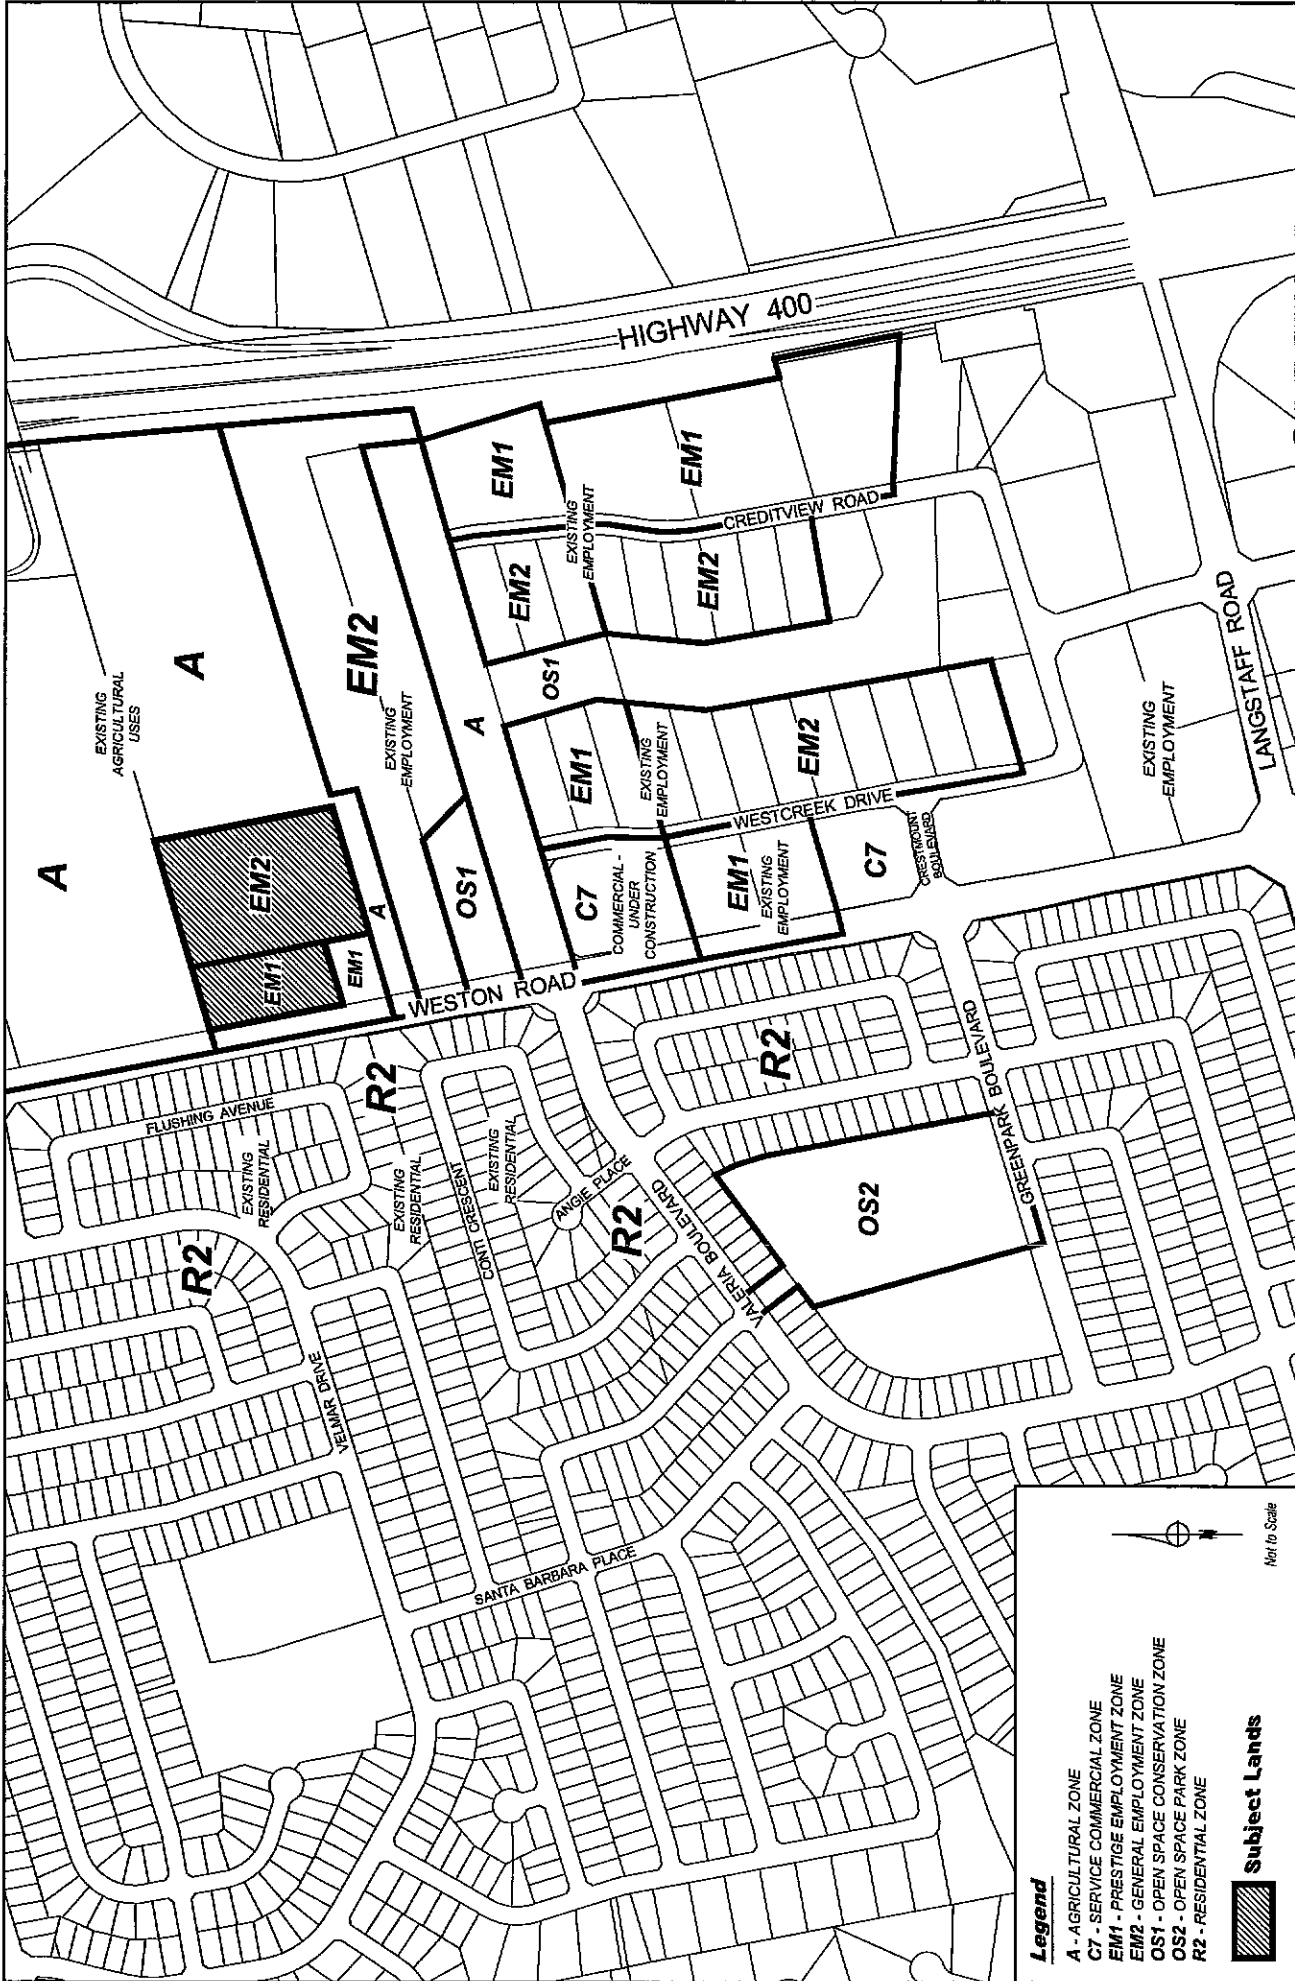 EXISTING
AGRICULTURAL
USES
A
A
EM2
EM1
EM1
A
EM2
EXISTING
EMPLOYMENT
OS1
A
HIGHWAY 400
EM1
EM1
EXISTING
EMPLOYMENT
CREDITVIEW ROAD
EM2
EM2
OS1
EM1
EM2
EXISTING
EMPLOYMENT
WESTCREEK DRIVE
C7
COMMERCIAL -
UNDER
CONSTRUCTION
EM1
EXISTING
EMPLOYMENT
C7
CRESTMOUNT
BOULEVARD
EXISTING
EMPLOYMENT
LANGSTAFF ROAD
WESTON ROAD
FLUSHING AVENUE
R2
EXISTING
RESIDENTIAL
R2
EXISTING
RESIDENTIAL
CONTI CRESCENT
EXISTING
RESIDENTIAL
ANGIE PLACE
R2
VALERIA BOULEVARD
R2
OS2
GREENPARK BOULEVARD
VELMAR DRIVE
SANTA BARBARA PLACE
Legend
A - AGRICULTURAL ZONE
C7 - SERVICE COMMERCIAL ZONE
EM1 - PRESTIGE EMPLOYMENT ZONE
EM2 - GENERAL EMPLOYMENT ZONE
OS1 - OPEN SPACE CONSERVATION ZONE
OS2 - OPEN SPACE PARK ZONE
R2 - RESIDENTIAL ZONE
Subject Lands
N
Not to Scale